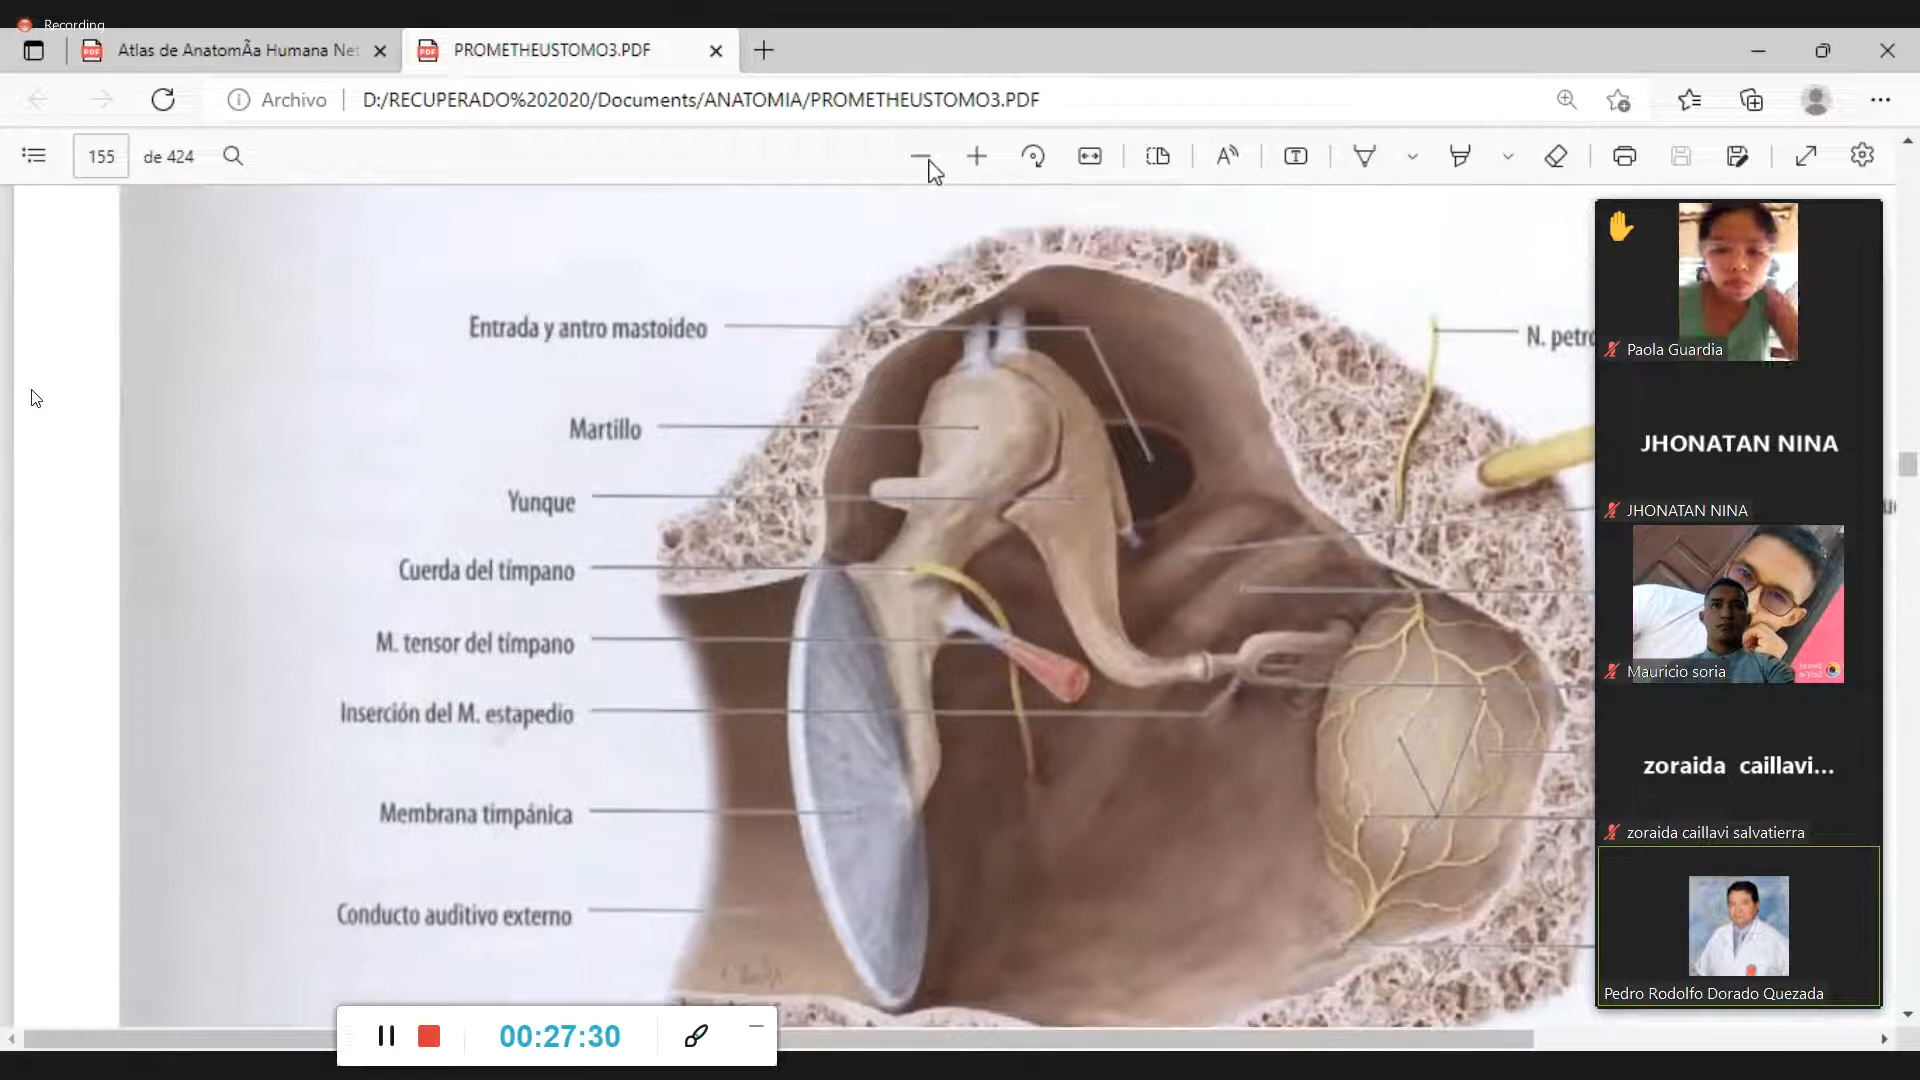 Recording
Atlas de AnatomÃa Humana Net
PROMETHEUSTOMO3.PDF
Archivo
D:/RECUPERADO%202020/Documents/ANATOMIA/PROMETHEUSTOMO3.PDF
155 de 424
Entrada y antro mastoideo
N. petro
Martillo
Yunque
Cuerda del tímpano
M. tensor del tímpano
Inserción del M. estapedio
Membrana timpánica
Conducto auditivo externo
Paola Guardia
JHONATAN NINA
JHONATAN NINA
Mauricio soria
zoraida caillavi...
zoraida caillavi salvatierra
Pedro Rodolfo Dorado Quezada
00:27:30